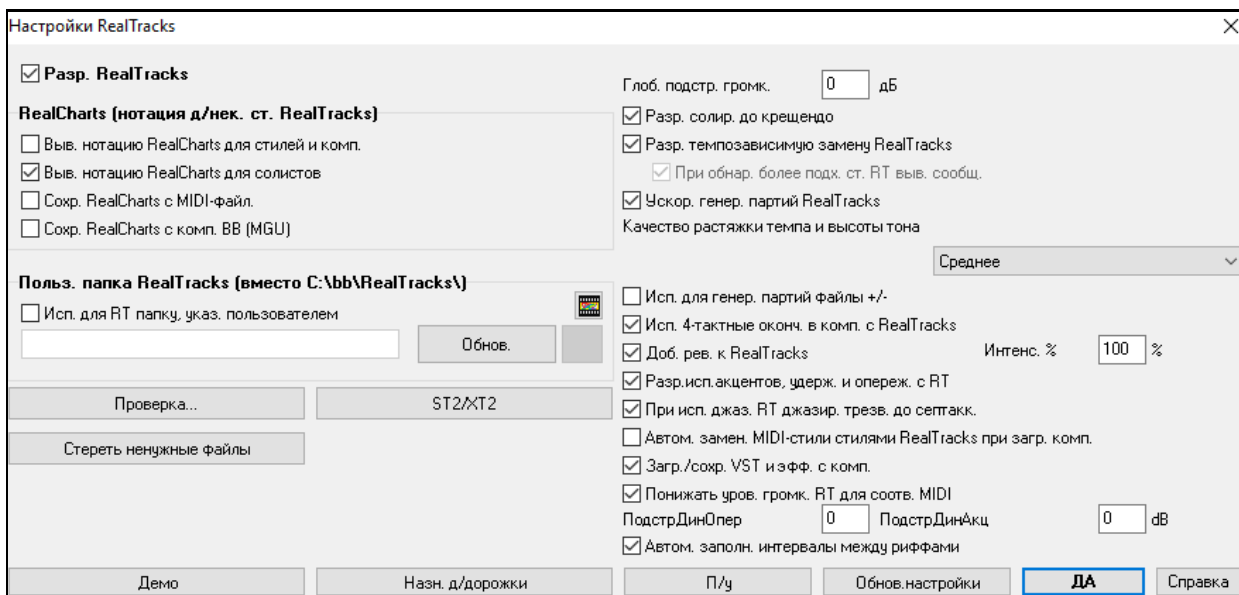 Настройки RealTracks
Разр. RealTracks
RealCharts (нотация д/нек. ст. RealTracks)
Выв. нотацию RealCharts для стилей и комп.
Выв. нотацию RealCharts для солистов
Сохр. RealCharts с MIDI-файл.
Сохр. RealCharts с комп. BB (MGU)
Польз. папка RealTracks (вместо C:\bb\RealTracks\)
Исп. для RT папку, указ. пользователем
Обнов.
Проверка...
ST2/XT2
Стереть ненужные файлы
Глоб. подстр. громк. 0 дБ
Разр. солир. до крещендо
Разр. темпозависимую замену RealTracks
При обнар. более подх. ст. RT выв. сообщ.
Ускор. генер. партий RealTracks
Качество растяжки темпа и высоты тона
Среднее
Исп. для генер. партий файлы +/-
Исп. 4-тактные оконч. в комп. с RealTracks
Доб. рев. к RealTracks Интенс. % 100 %
Разр.исп.акцентов, удерж. и опереж. с RT
При исп. джаз. RT джазир. трезв. до септакк.
Автом. замен. MIDI-стили стилями RealTracks при загр. комп.
Загр./сохр. VST и эфф. с комп.
Понижать уров. громк. RT для соотв. MIDI
ПодстрДинОпер 0 ПодстрДинАкц 0 dB
Автом. заполн. интервалы между риффами
Демо
Назн. д/дорожки
П/у
Обнов.настройки
ДА
Справка